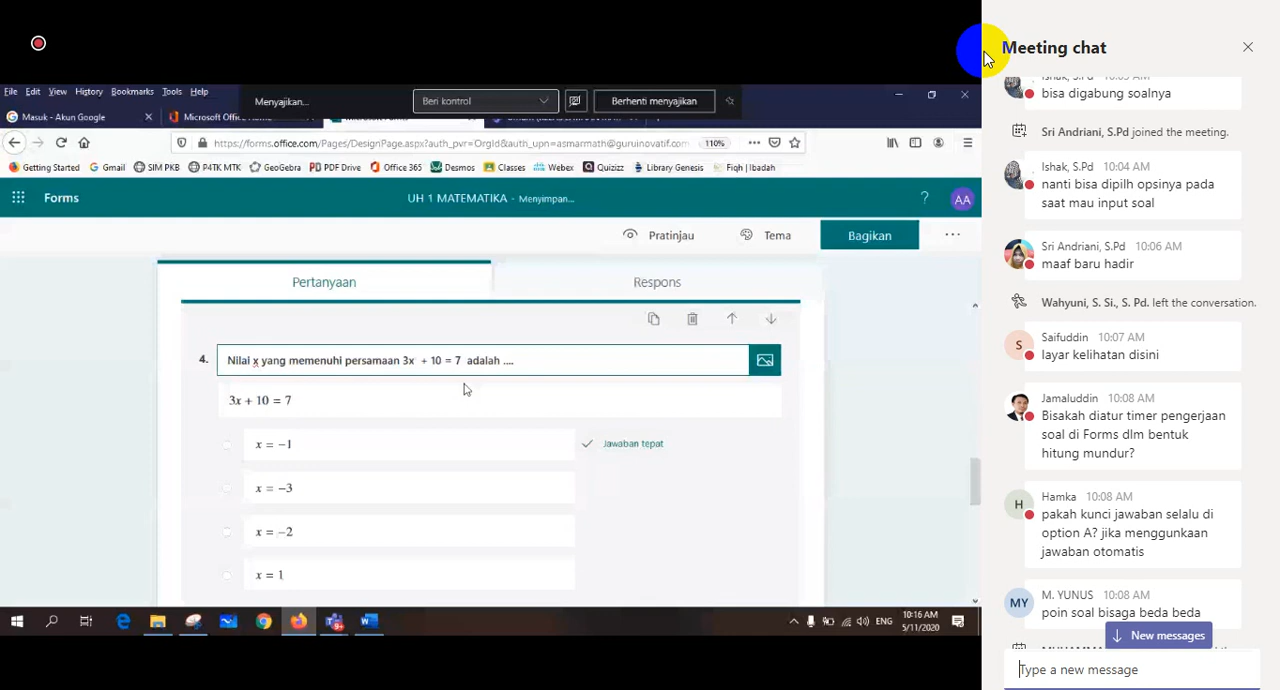 File Edit View History Bookmarks Tools Help
Menyajikan...
Beri kontrol
Berhenti menyajikan
Masuk - Akun Google
Microsoft Office Home
https://forms.office.com/Pages/DesignPage.aspx?auth_pvr=OrgId&auth_upn=asmarmath@guruinovatif.com
110%
Getting Started Gmail SIM PKB P4TK MTK GeoGebra PDF Drive Office 365 Desmos Classes Webex Quizizz Library Genesis Fiqh | Ibadah
Forms
UH 1 MATEMATIKA - Menyimpan...
? AA
Pratinjau Tema Bagikan
Pertanyaan Respons
4. Nilai x yang memenuhi persamaan 3x + 10 = 7 adalah ....
3x + 10 = 7
x = −1
Jawaban tepat
x = −3
x = −2
x = 1
ENG
10:16 AM
5/11/2020
Meeting chat
Ishak, S.Pd 10:03 AM
bisa digabung soalnya
Sri Andriani, S.Pd joined the meeting.
Ishak, S.Pd 10:04 AM
nanti bisa dipilh opsinya pada
saat mau input soal
Sri Andriani, S.Pd 10:06 AM
maaf baru hadir
Wahyuni, S. Si., S. Pd. left the conversation.
S
Saifuddin 10:07 AM
layar kelihatan disini
Jamaluddin 10:08 AM
Bisakah diatur timer pengerjaan
soal di Forms dlm bentuk
hitung mundur?
H
Hamka 10:08 AM
pakah kunci jawaban selalu di
option A? jika menggunkaan
jawaban otomatis
MY
M. YUNUS 10:08 AM
poin soal bisaga beda beda
New messages
Type a new message